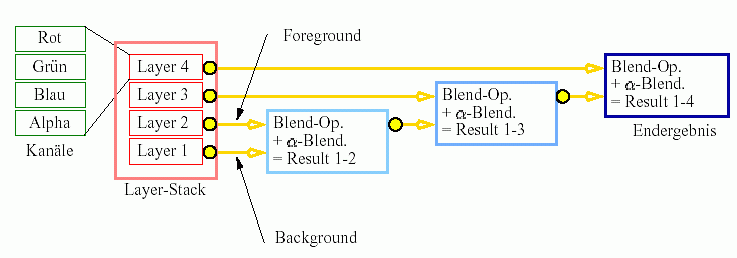 Rot
Grün
Blau
Alpha
Kanäle
Layer 4
Layer 3
Layer 2
Layer 1
Layer-Stack
Foreground
Background
Blend-Op.
+ α-Blend.
= Result 1-2
Blend-Op.
+ α-Blend.
= Result 1-3
Blend-Op.
+ α-Blend.
= Result 1-4
Endergebnis